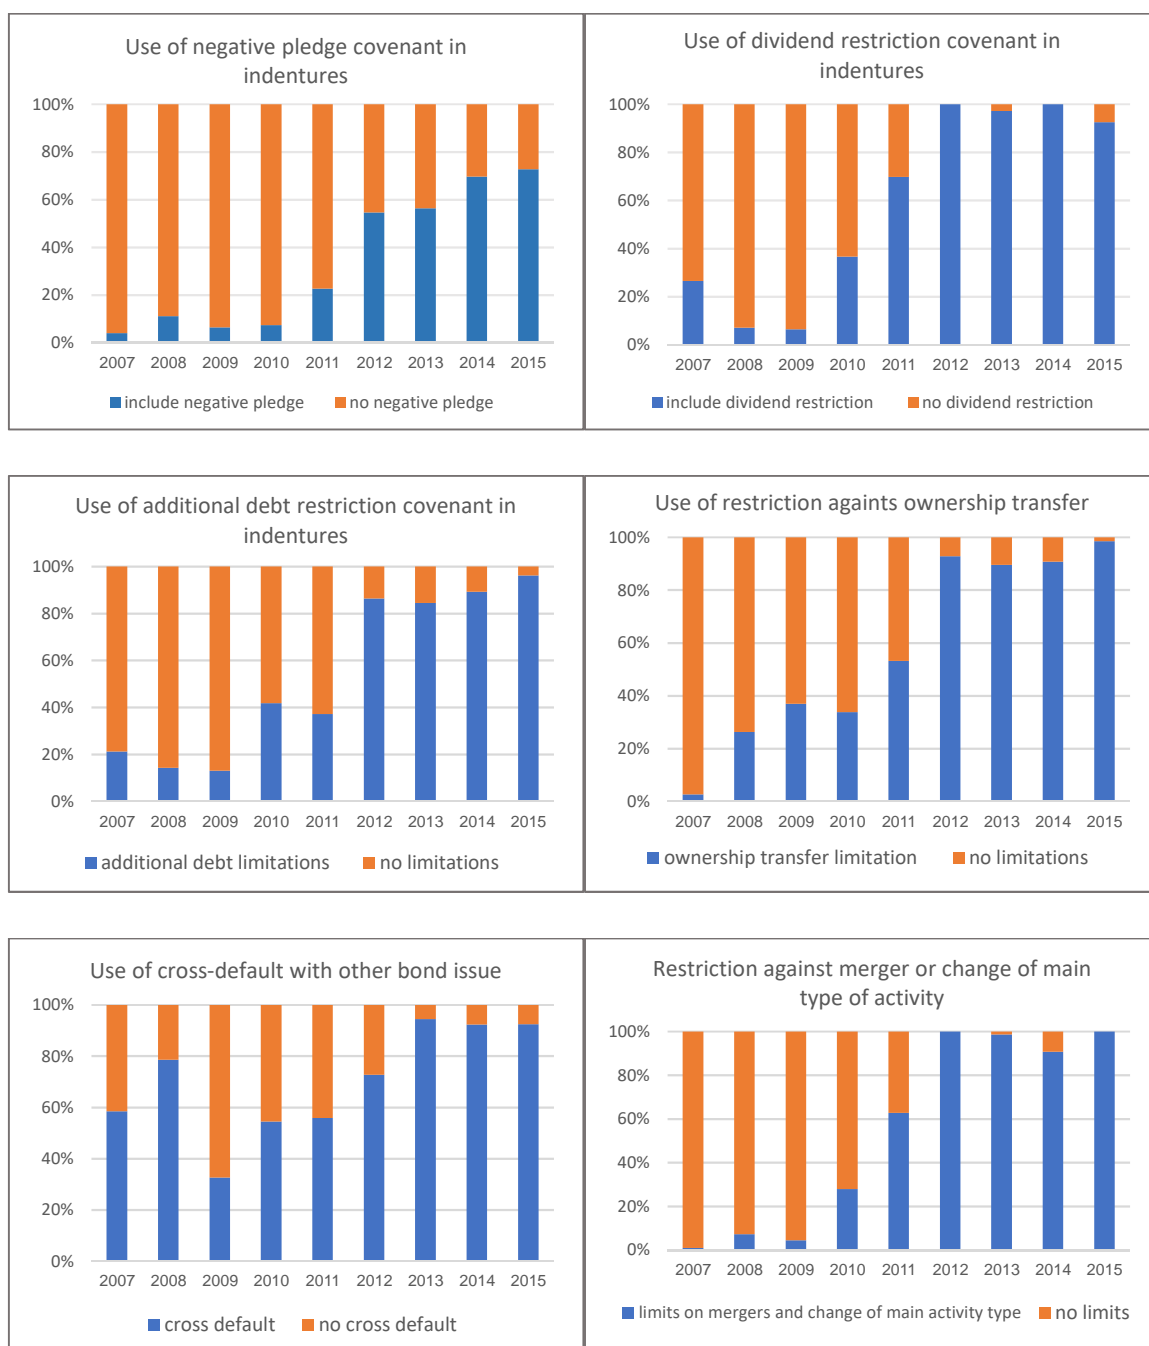 Use of negative pledge covenant in
indentures
100%
80%
60%
40%
20%
0%
2007 2008 2009 2010 2011 2012 2013 2014 2015
include negative pledge no negative pledge
Use of dividend restriction covenant in
indentures
100%
80%
60%
40%
20%
0%
2007 2008 2009 2010 2011 2012 2013 2014 2015
include dividend restriction no dividend restriction
Use of additional debt restriction covenant in
indentures
100%
80%
60%
40%
20%
0%
2007 2008 2009 2010 2011 2012 2013 2014 2015
additional debt limitations no limitations
Use of restriction againts ownership transfer
100%
80%
60%
40%
20%
0%
2007 2008 2009 2010 2011 2012 2013 2014 2015
ownership transfer limitation no limitations
Use of cross-default with other bond issue
100%
80%
60%
40%
20%
0%
2007 2008 2009 2010 2011 2012 2013 2014 2015
cross default no cross default
Restriction against merger or change of main
type of activity
100%
80%
60%
40%
20%
0%
2007 2008 2009 2010 2011 2012 2013 2014 2015
limits on mergers and change of main activity type no limits